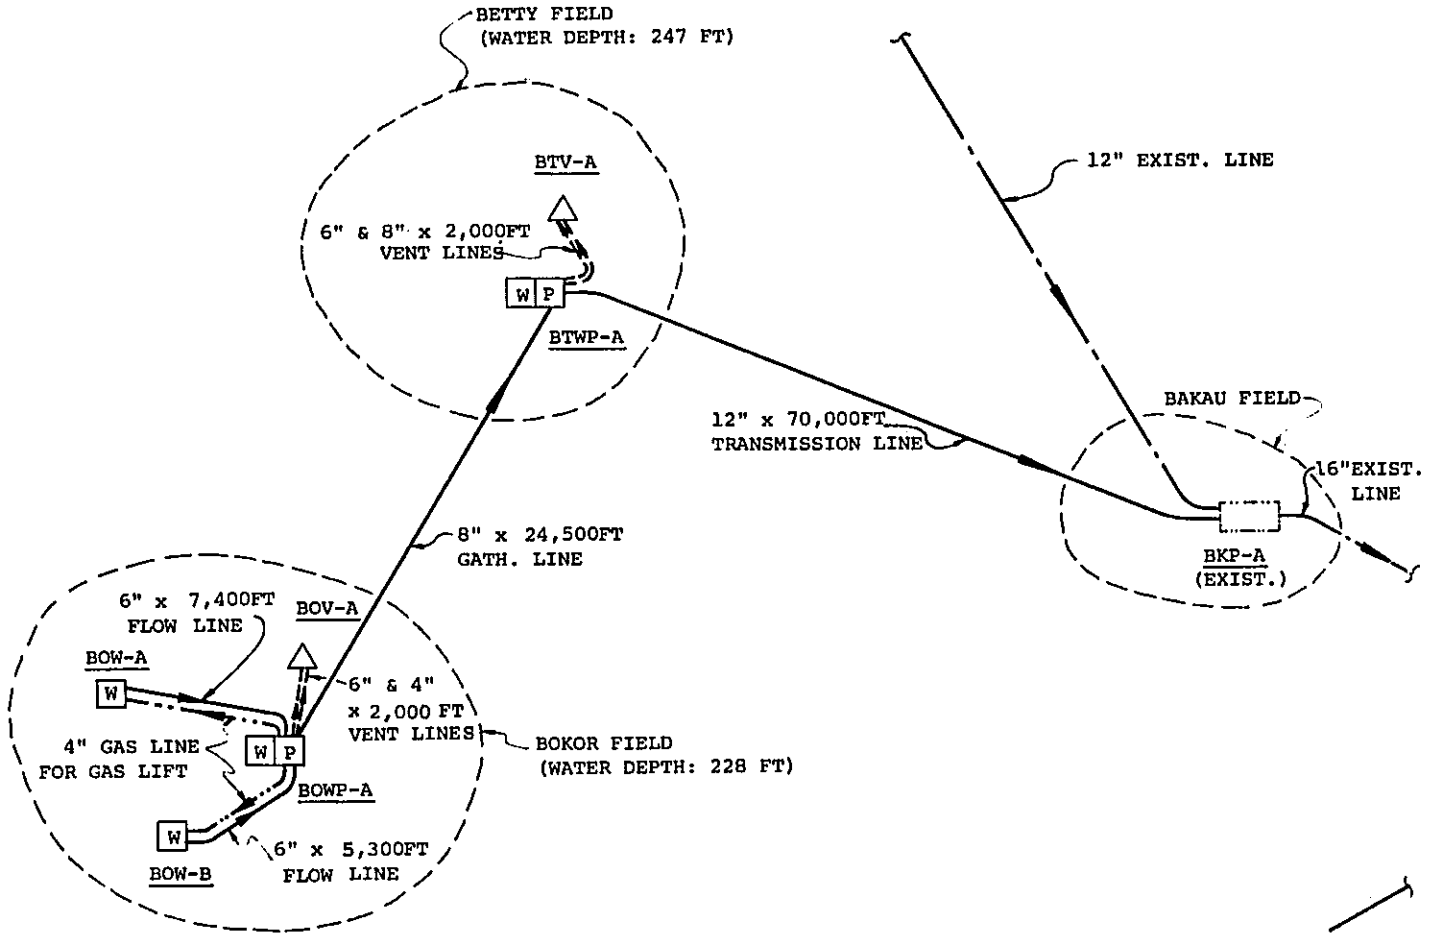 BETTY FIELD
(WATER DEPTH: 247 FT)
BTV-A
12" EXIST. LINE
6" & 8" x 2,000FT
VENT LINES
W P
BTWP-A
BAKAU FIELD
12" x 70,000FT
TRANSMISSION LINE
16"EXIST.
LINE
8" x 24,500FT
GATH. LINE
BKP-A
(EXIST.)
6" x 7,400FT
FLOW LINE
BOV-A
BOW-A
W
6" & 4"
x 2,000 FT
VENT LINES
4" GAS LINE
FOR GAS LIFT
W P
BOKOR FIELD
(WATER DEPTH: 228 FT)
BOWP-A
W
6" x 5,300FT
FLOW LINE
BOW-B